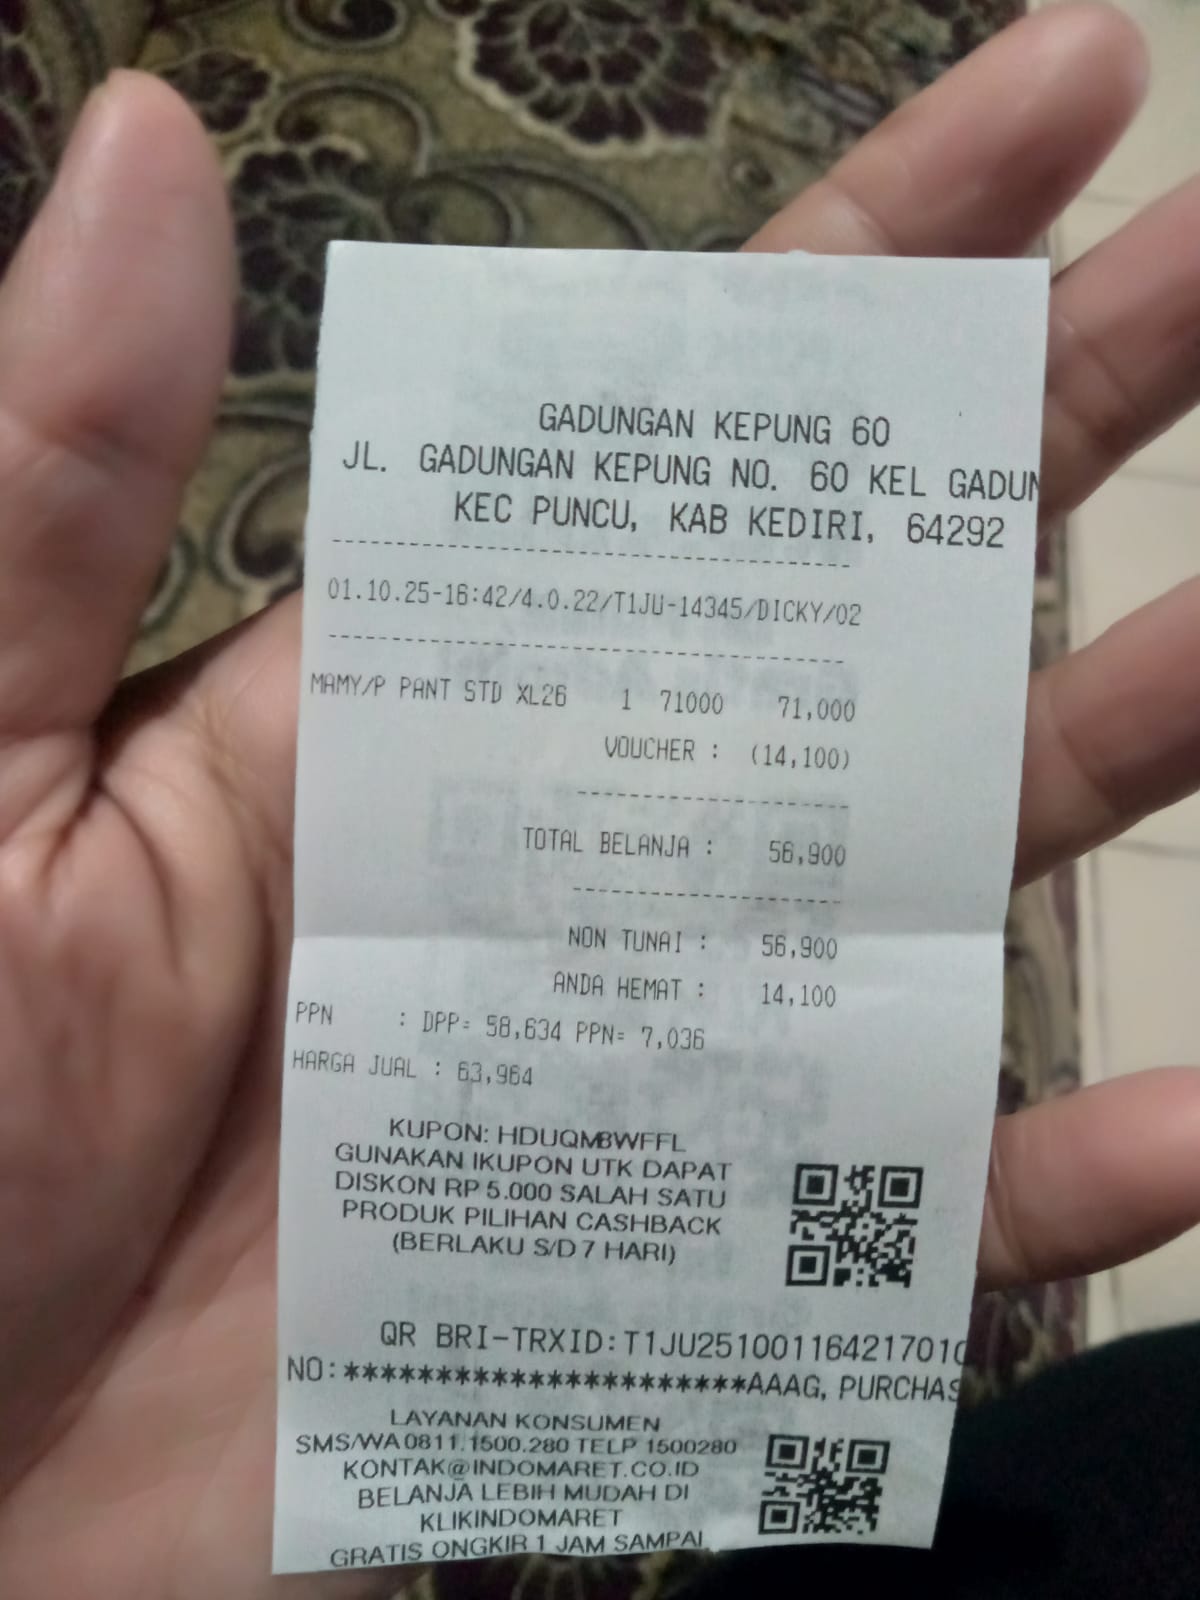 GADUNGAN KEPUNG 60
JL. GADUNGAN KEPUNG NO. 60 KEL GADUN
KEC PUNCU, KAB KEDIRI, 64292
01.10.25-16:42/4.0.22/T1JU-14345/DICKY/02
MAMY/P PANT STD XL26 1 71000 71,000
VOUCHER : (14,100)
TOTAL BELANJA : 56,900
NON TUNAI : 56,900
ANDA HEMAT : 14,100
PPN : DPP= 58,634 PPN= 7,036
HARGA JUAL : 63,964
KUPON: HDUQM8WFFL
GUNAKAN IKUPON UTK DAPAT
DISKON RP 5.000 SALAH SATU
PRODUK PILIHAN CASHBACK
(BERLAKU S/D 7 HARI)
QR BRI-TRXID:T1JU25100116421701
NO:**********************AAAG, PURCHAS
LAYANAN KONSUMEN
SMS/WA 0811.1500.280 TELP 1500280
KONTAK@INDOMARET.CO.ID
BELANJA LEBIH MUDAH DI
KLIKINDOMARET
GRATIS ONGKIR 1 JAM SAMPAI